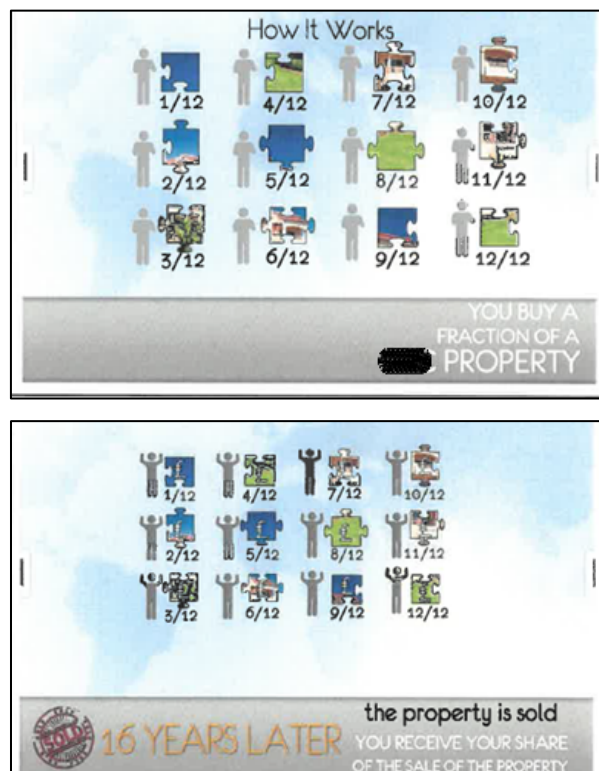 How It Works
1/12 4/12 7/12 10/12
2/12 5/12 8/12 11/12
3/12 6/12 9/12 12/12
YOU BUY A
FRACTION OF A
C PROPERTY
£ £ £ £
1/12 4/12 7/12 10/12
£ £ £ £
2/12 5/12 8/12 11/12
£ £ £ £
3/12 6/12 9/12 12/12
SOLD
16 YEARS LATER
the property is sold
YOU RECEIVE YOUR SHARE
OF THE SALE OF THE PROPERTY